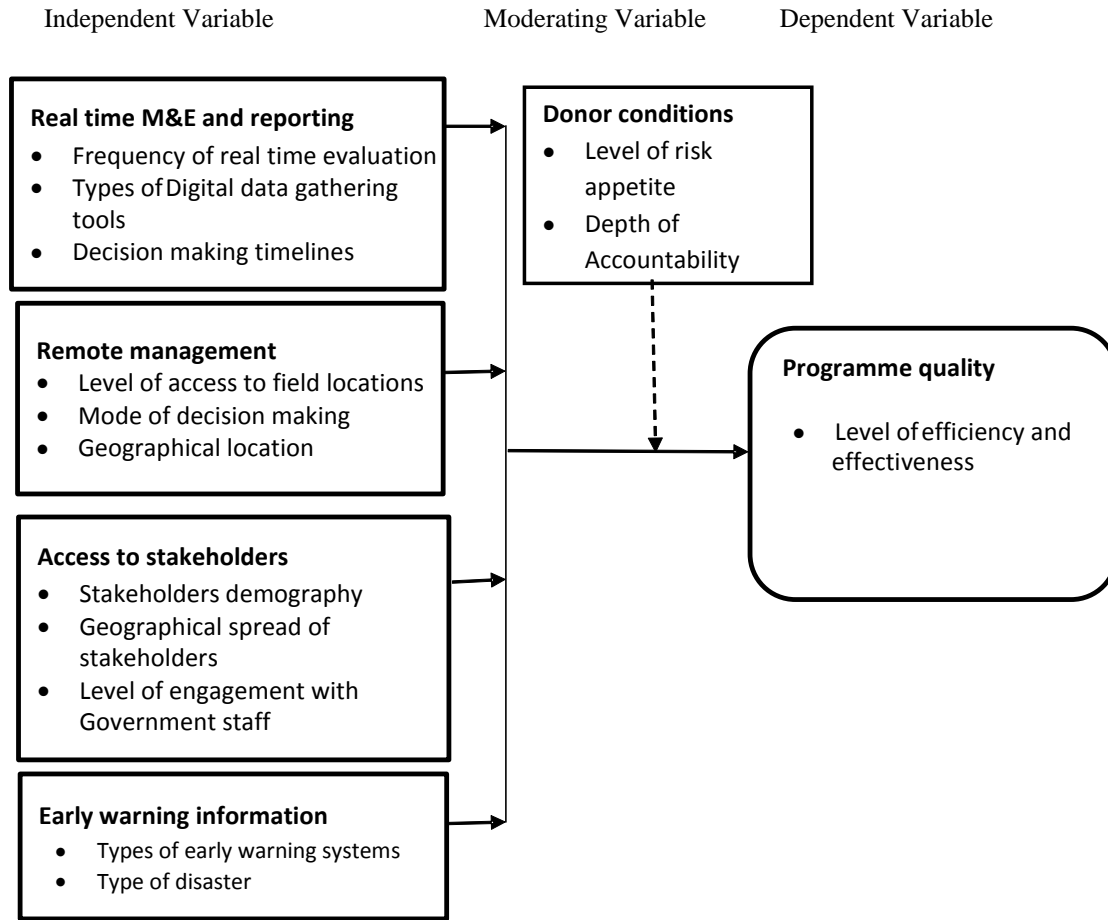 Independent Variable
Moderating Variable
Dependent Variable
Real time M&E and reporting
• Frequency of real time evaluation
• Types of Digital data gathering
tools
• Decision making timelines
Donor conditions
• Level of risk
appetite
• Depth of
Accountability
Remote management
• Level of access to field locations
• Mode of decision making
• Geographical location
Programme quality
• Level of efficiency and
effectiveness
Access to stakeholders
• Stakeholders demography
• Geographical spread of
stakeholders
• Level of engagement with
Government staff
Early warning information
• Types of early warning systems
• Type of disaster